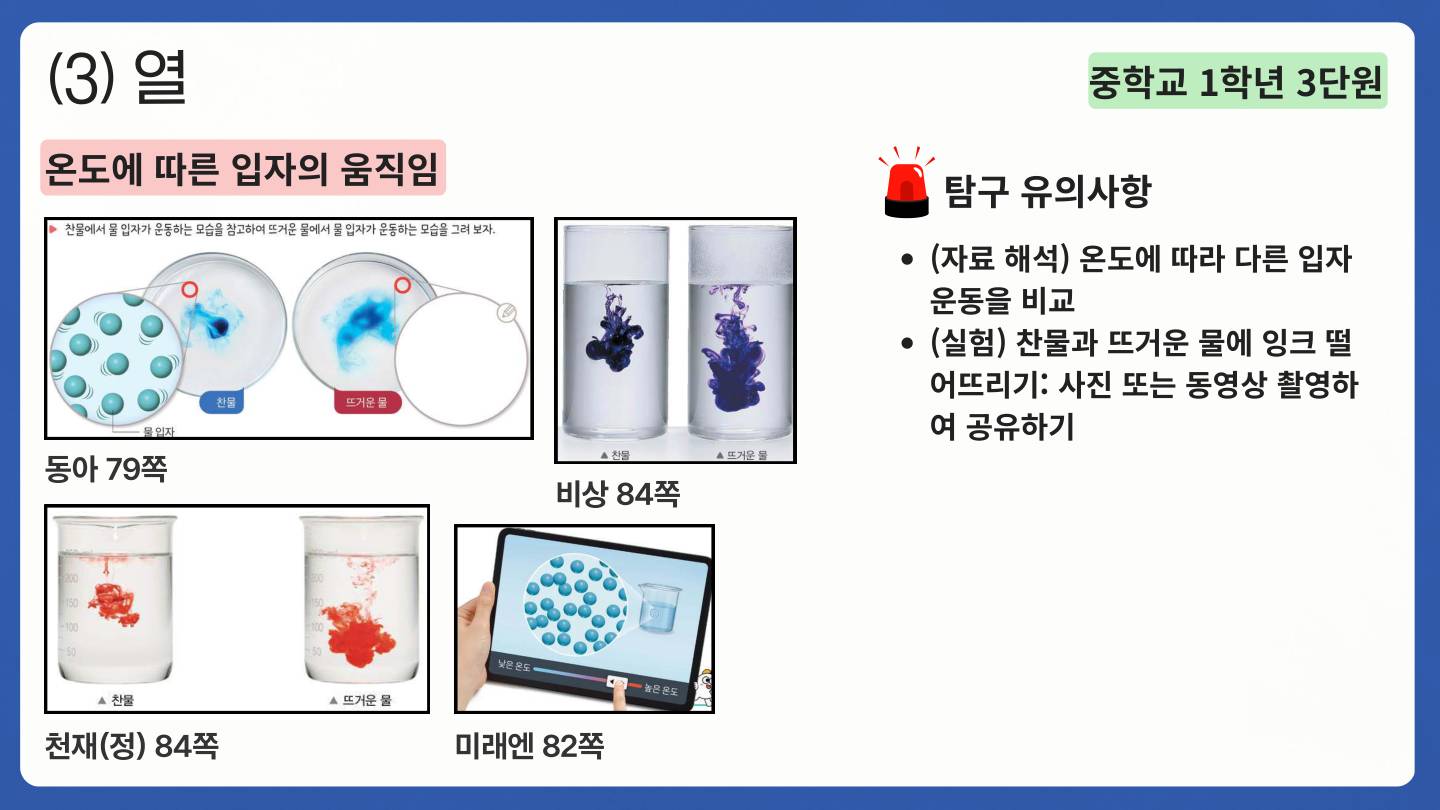 (3) 열
중학교 1학년 3단원
온도에 따른 입자의 움직임
찬물에서 물 입자가 운동하는 모습을 참고하여 뜨거운 물에서 물 입자가 운동하는 모습을 그려 보자.
찬물
뜨거운 물
물 입자
동아 79쪽
▲ 찬물
▲ 뜨거운 물
비상 84쪽
200
150
100
50
200
150
100
50
▲ 찬물
▲ 뜨거운 물
천재(정) 84쪽
낮은 온도
높은 온도
미래엔 82쪽
탐구 유의사항
• (자료 해석) 온도에 따라 다른 입자
운동을 비교
• (실험) 찬물과 뜨거운 물에 잉크 떨
어뜨리기: 사진 또는 동영상 촬영하
여 공유하기